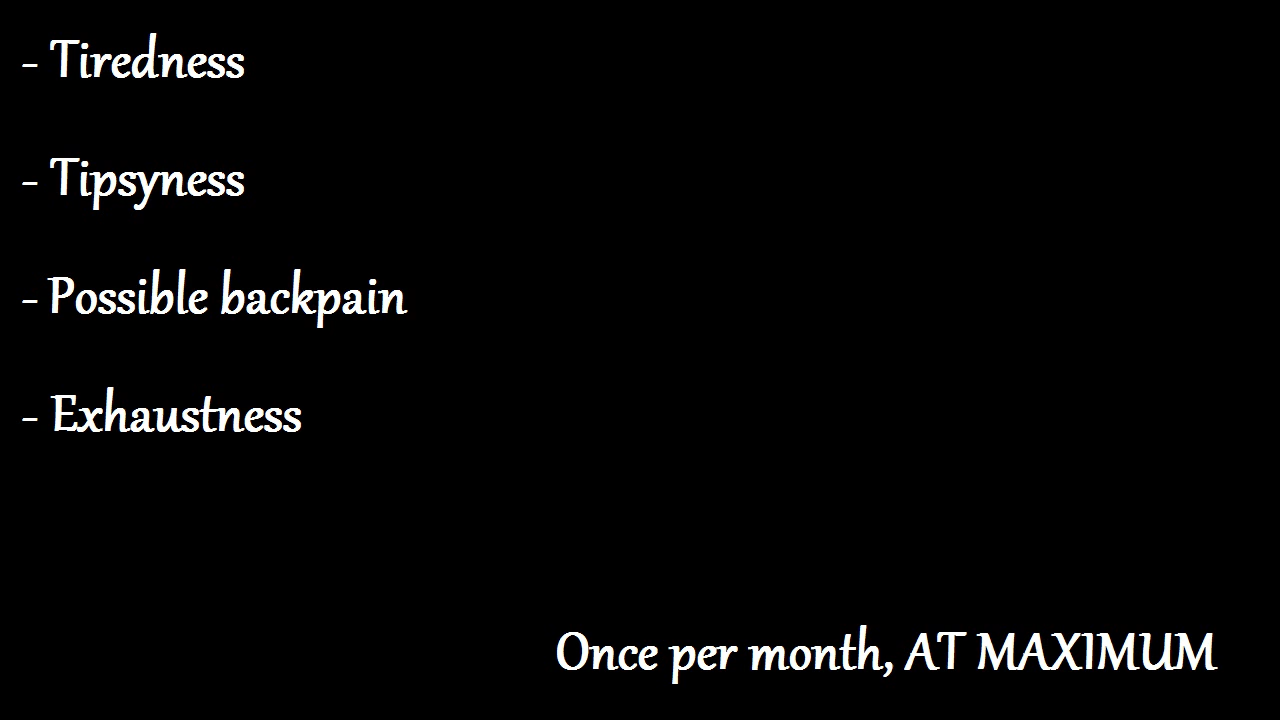 - Tiredness
- Tipsyness
- Possible backpain
- Exhaustness
Once per month, AT MAXIMUM